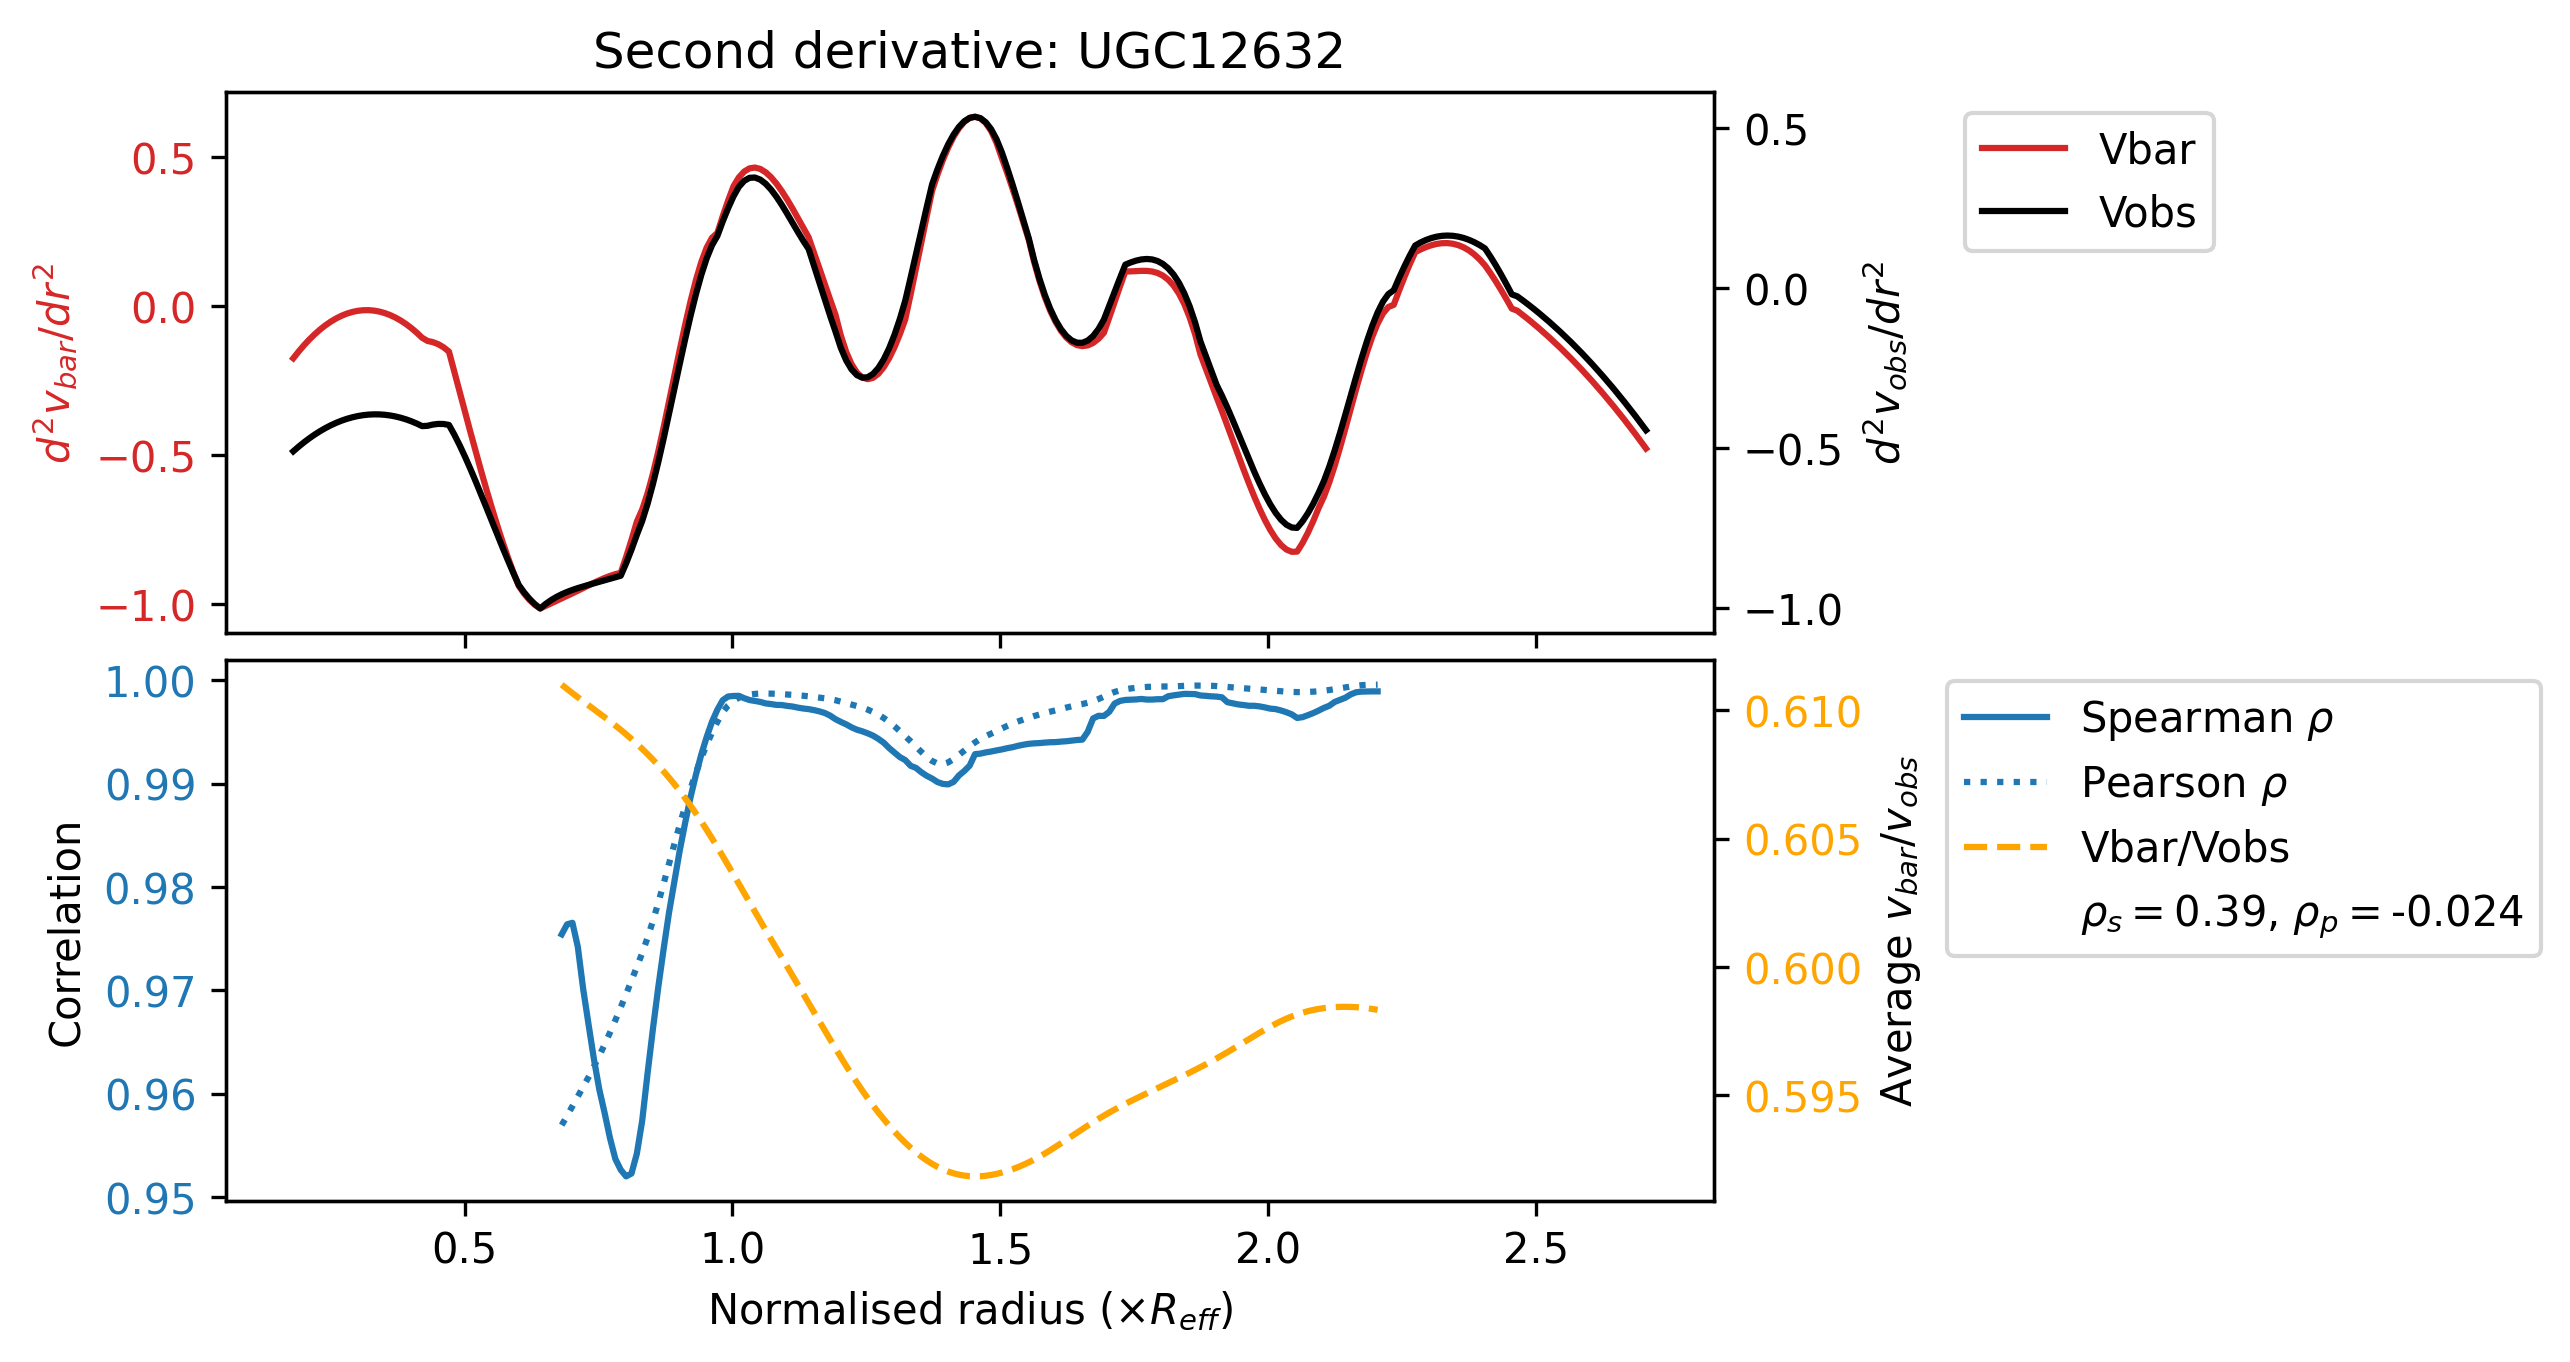 Second derivative: UGC12632
0.5
0.0
−0.5
−1.0
d²v_bar/dr²
0.5
0.0
−0.5
−1.0
d²v_obs/dr²
Vbar
Vobs
1.00
0.99
0.98
0.97
0.96
0.95
Correlation
0.610
0.605
0.600
0.595
Average v_bar/v_obs
Spearman ρ
Pearson ρ
Vbar/Vobs
ρ_s = 0.39, ρ_p = -0.024
0.5 1.0 1.5 2.0 2.5
Normalised radius (×R_eff)